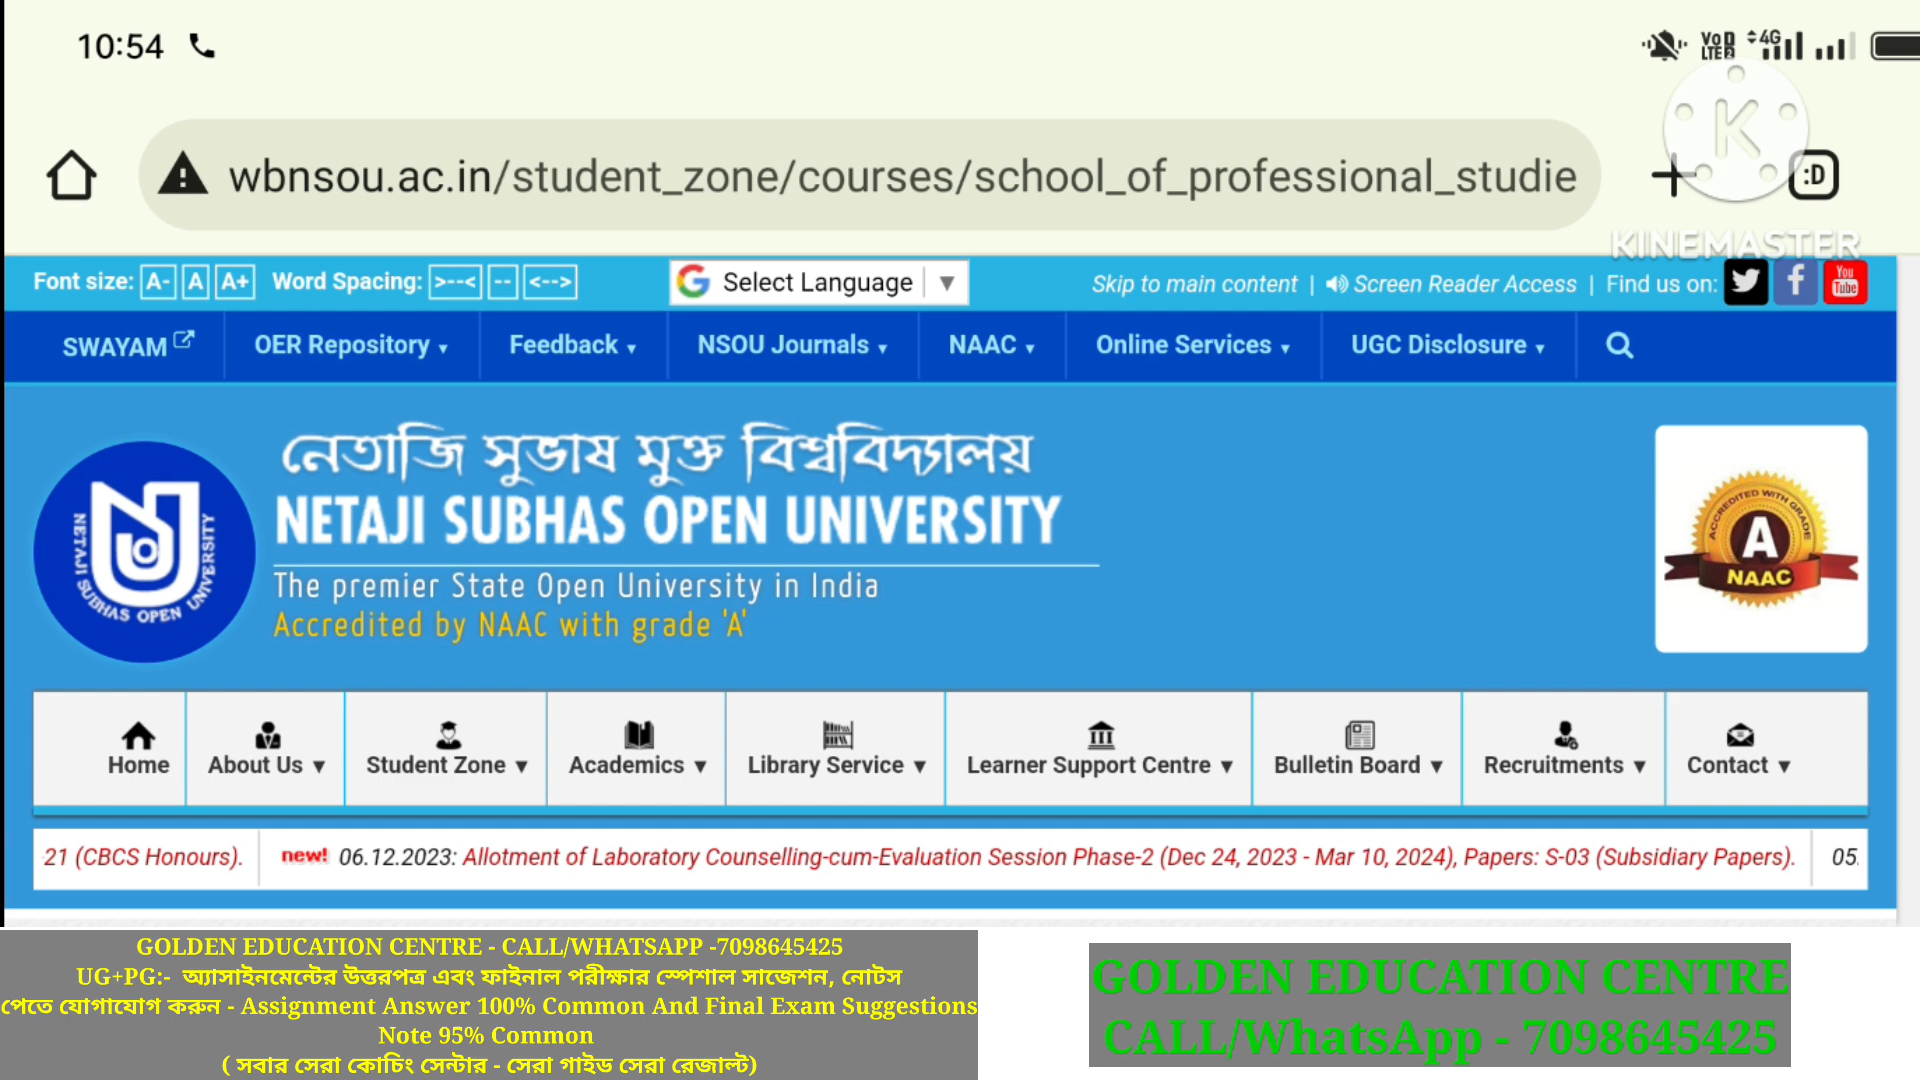 10:54
VoD LTE2 4G
wbnsou.ac.in/student_zone/courses/school_of_professional_studie
:D
K
KINEMASTER
Font size: A- A A+ Word Spacing: >--< -- <-->
G Select Language ▼
Skip to main content | Screen Reader Access | Find us on: You Tube
SWAYAM OER Repository ▼ Feedback ▼ NSOU Journals ▼ NAAC ▼ Online Services ▼ UGC Disclosure ▼
নেতাজি সুভাষ মুক্ত বিশ্ববিদ্যালয়
NETAJI SUBHAS OPEN UNIVERSITY
The premier State Open University in India
Accredited by NAAC with grade 'A'
NETAJI SUBHAS OPEN UNIVERSITY
ACCREDITED WITH GRADE
A
NAAC
Home About Us ▼ Student Zone ▼ Academics ▼ Library Service ▼ Learner Support Centre ▼ Bulletin Board ▼ Recruitments ▼ Contact ▼
21 (CBCS Honours). new! 06.12.2023: Allotment of Laboratory Counselling-cum-Evaluation Session Phase-2 (Dec 24, 2023 - Mar 10, 2024), Papers: S-03 (Subsidiary Papers). 05.
GOLDEN EDUCATION CENTRE - CALL/WHATSAPP -7098645425
UG+PG:- অ্যাসাইনমেন্টের উত্তরপত্র এবং ফাইনাল পরীক্ষার স্পেশাল সাজেশন, নোটস
পেতে যোগাযোগ করুন - Assignment Answer 100% Common And Final Exam Suggestions
Note 95% Common
( সবার সেরা কোচিং সেন্টার - সেরা গাইড সেরা রেজাল্ট)
GOLDEN EDUCATION CENTRE
CALL/WhatsApp - 7098645425